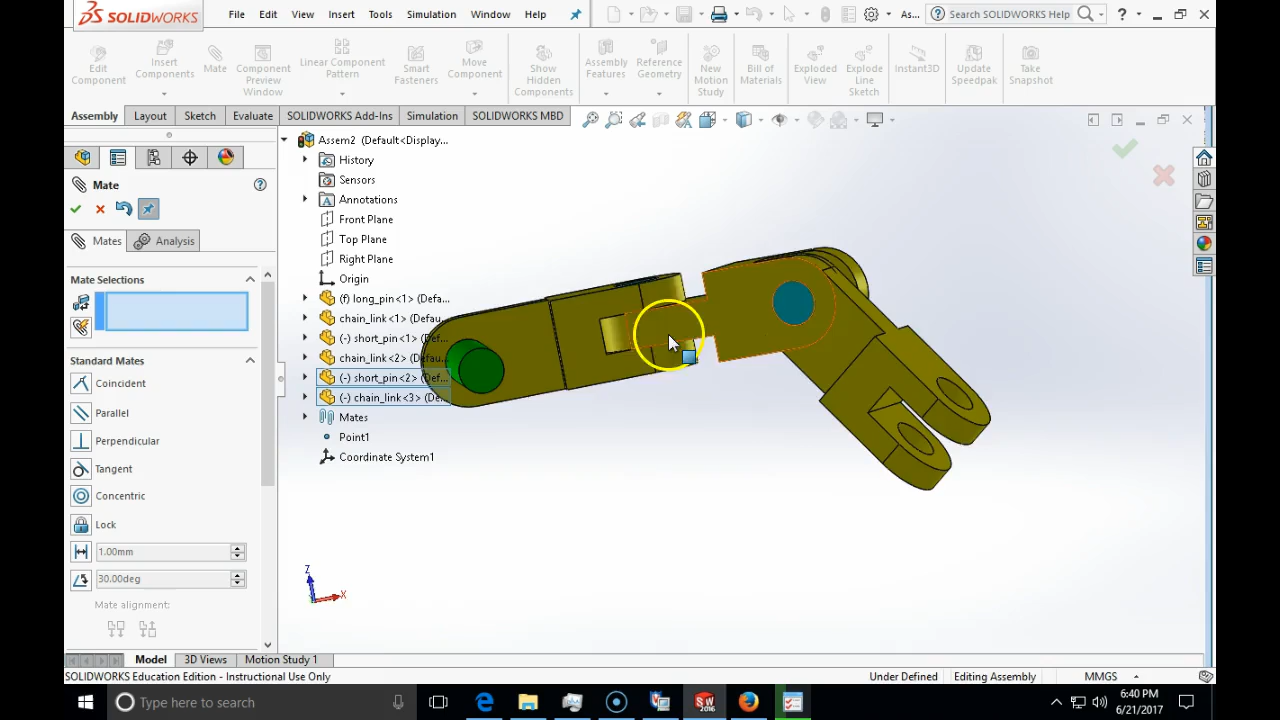 SOLIDWORKS File Edit View Insert Tools Simulation Window Help As... Search SOLIDWORKS Help ?
Edit Component
Insert Components
Mate
Component Preview Window
Linear Component Pattern
Smart Fasteners
Move Component
Show Hidden Components
Assembly Features
Reference Geometry
New Motion Study
Bill of Materials
Exploded View
Explode Line Sketch
Instant3D
Update Speedpak
Take Snapshot
Assembly Layout Sketch Evaluate SOLIDWORKS Add-Ins Simulation SOLIDWORKS MBD
Assem2 (Default<Display...
History
Sensors
Annotations
Front Plane
Top Plane
Right Plane
Origin
(f) long_pin<1> (Defa...
chain_link<1> (Defau...
(-) short_pin<1> (Def...
chain_link<2> (Defau...
(-) short_pin<2> (Def...
(-) chain_link<3> (De...
Mates
Point1
Coordinate System1
Mate
Mates Analysis
Mate Selections
Standard Mates
Coincident
Parallel
Perpendicular
Tangent
Concentric
Lock
1.00mm
30.00deg
Mate alignment:
Z
X
Model 3D Views Motion Study 1
SOLIDWORKS Education Edition - Instructional Use Only Under Defined Editing Assembly MMGS
Type here to search
SW
2016
6:40 PM
6/21/2017